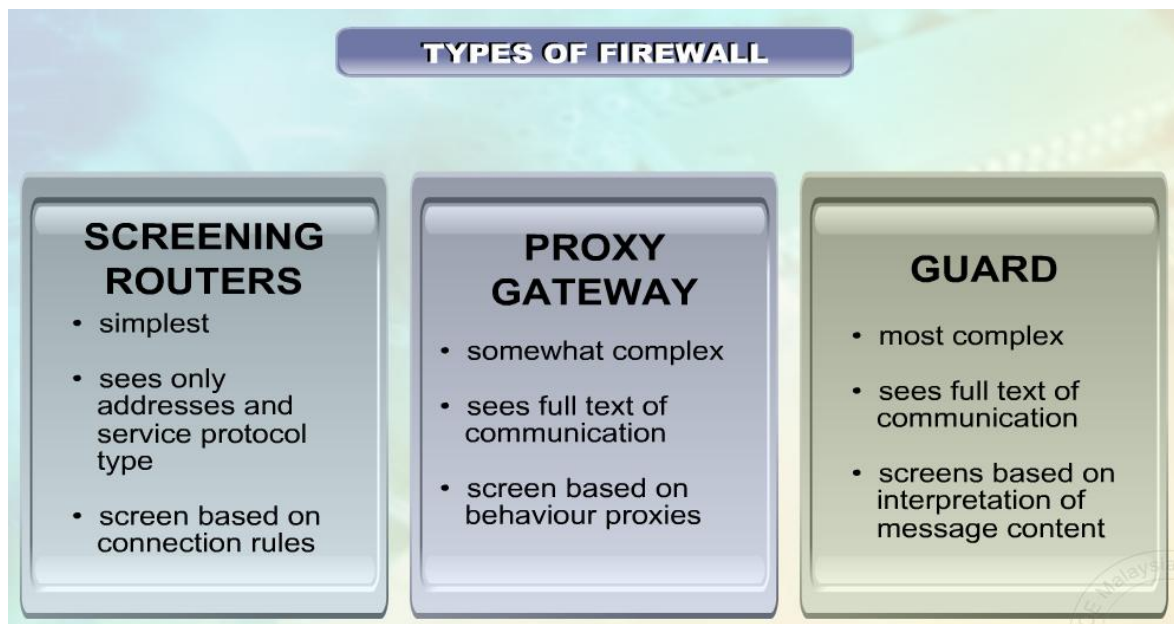 TYPES OF FIREWALL
SCREENING
ROUTERS
• simplest
• sees only
addresses and
service protocol
type
• screen based on
connection rules
PROXY
GATEWAY
• somewhat complex
• sees full text of
communication
• screen based on
behaviour proxies
GUARD
• most complex
• sees full text of
communication
• screens based on
interpretation of
message content
Malaysia